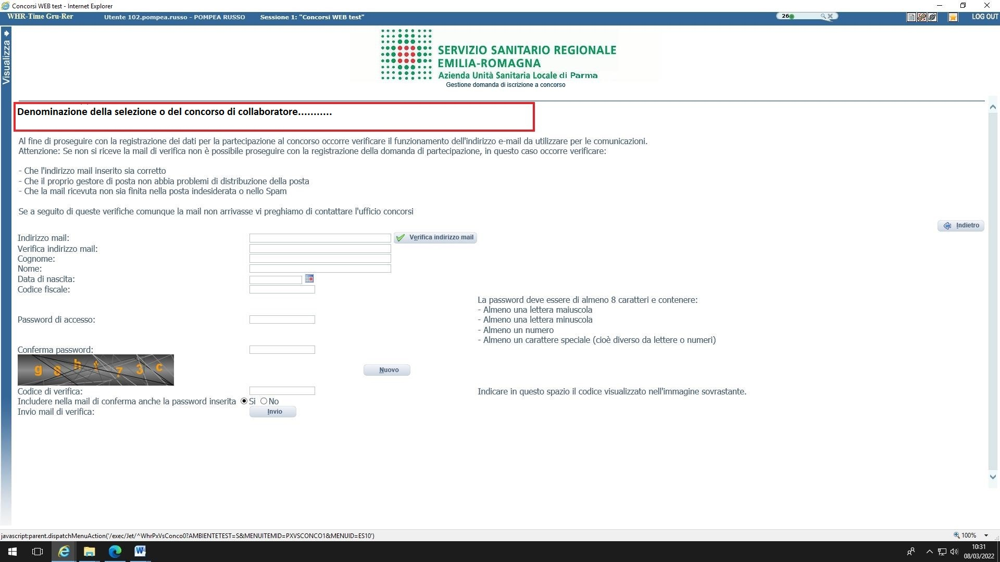 Concorsi WEB test - Internet Explorer
WHR-Time Gru-Rer
Utente 102.pompea.russo - POMPEA RUSSO
Sessione 1: "Concorsi WEB test"
26
LOG OUT
Visualizza
SERVIZIO SANITARIO REGIONALE
EMILIA-ROMAGNA
Azienda Unità Sanitaria Locale di Parma
Gestione domanda di iscrizione a concorso
Denominazione della selezione o del concorso di collaboratore...........
Al fine di proseguire con la registrazione dei dati per la partecipazione al concorso occorre verificare il funzionamento dell'indirizzo e-mail da utilizzare per le comunicazioni.
Attenzione: Se non si riceve la mail di verifica non è possibile proseguire con la registrazione della domanda di partecipazione, in questo caso occorre verificare:
- Che l'indirizzo mail inserito sia corretto
- Che il proprio gestore di posta non abbia problemi di distribuzione della posta
- Che la mail ricevuta non sia finita nella posta indesiderata o nello Spam
Se a seguito di queste verifiche comunque la mail non arrivasse vi preghiamo di contattare l'ufficio concorsi
Indietro
Indirizzo mail:
Verifica indirizzo mail
Verifica indirizzo mail:
Cognome:
Nome:
Data di nascita:
Codice fiscale:
La password deve essere di almeno 8 caratteri e contenere:
- Almeno una lettera maiuscola
Password di accesso:
- Almeno una lettera minuscola
- Almeno un numero
- Almeno un carattere speciale (cioè diverso da lettere o numeri)
Conferma password:
g 8 h t 7 3 c
Nuovo
Codice di verifica:
Indicare in questo spazio il codice visualizzato nell'immagine sovrastante.
Includere nella mail di conferma anche la password inserita Si No
Invio mail di verifica:
Invio
javascript:parent.dispatchMenuAction('/exec/Jet/^WhrPxVsConco0?AMBIENTETEST=S&MENUITEMID=PXVSCONCO1&MENUID=ES10')
100%
10:31
08/03/2022